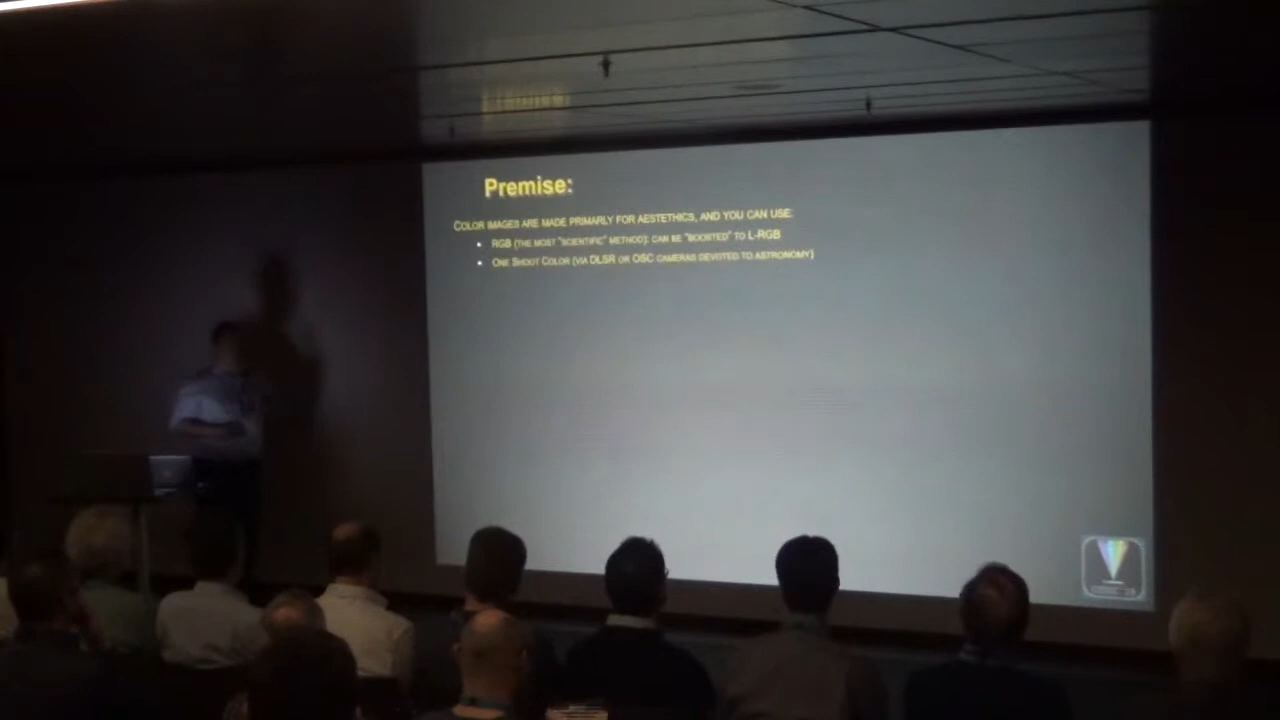 Premise:
COLOR IMAGES ARE MADE PRIMARLY FOR AESTETHICS, AND YOU CAN USE:
• RGB (THE MOST "SCIENTIFIC" METHOD): CAN BE "BOOSTED" TO L-RGB
• ONE SHOOT COLOR (VIA DLSR OR OSC CAMERAS DEVOTED TO ASTRONOMY)